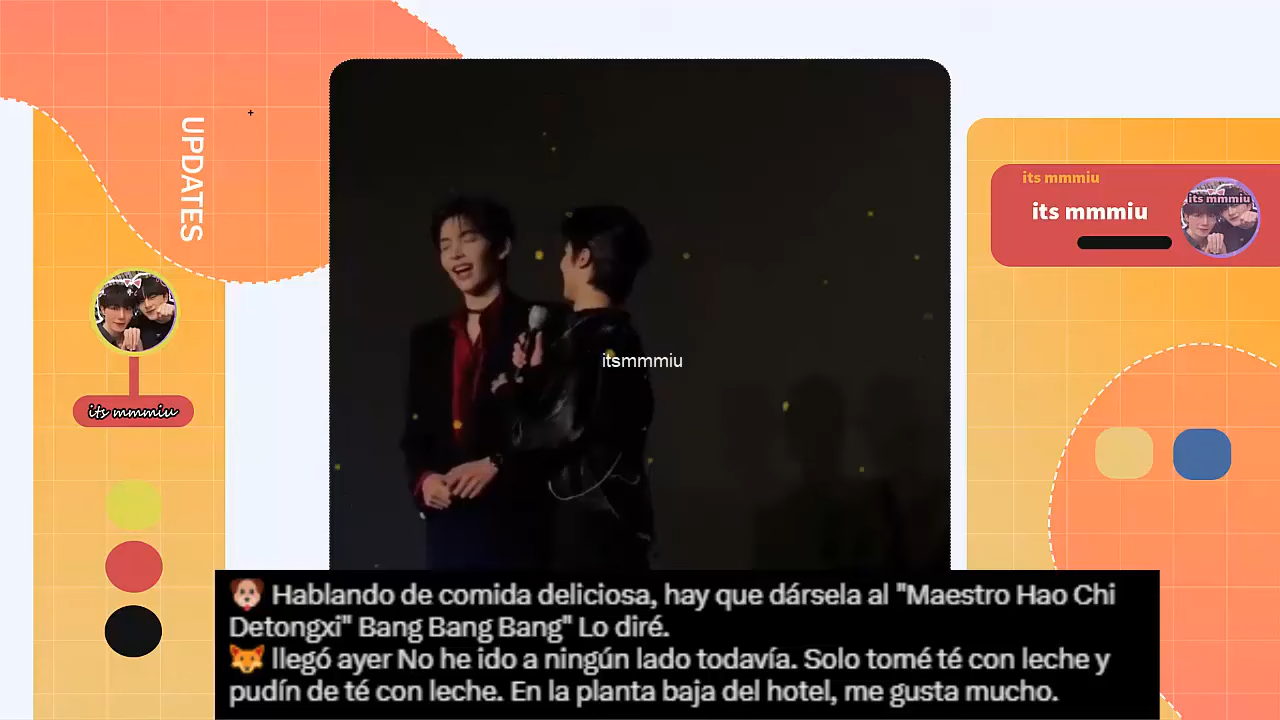 UPDATES
its mmmiu
itsmmmiu
its mmmiu
its mmmiu
its mmmiu
🐶 Hablando de comida deliciosa, hay que dársela al "Maestro Hao Chi
Detongxi" Bang Bang Bang" Lo diré.
🦊 llegó ayer No he ido a ningún lado todavía. Solo tomé té con leche y
pudín de té con leche. En la planta baja del hotel, me gusta mucho.